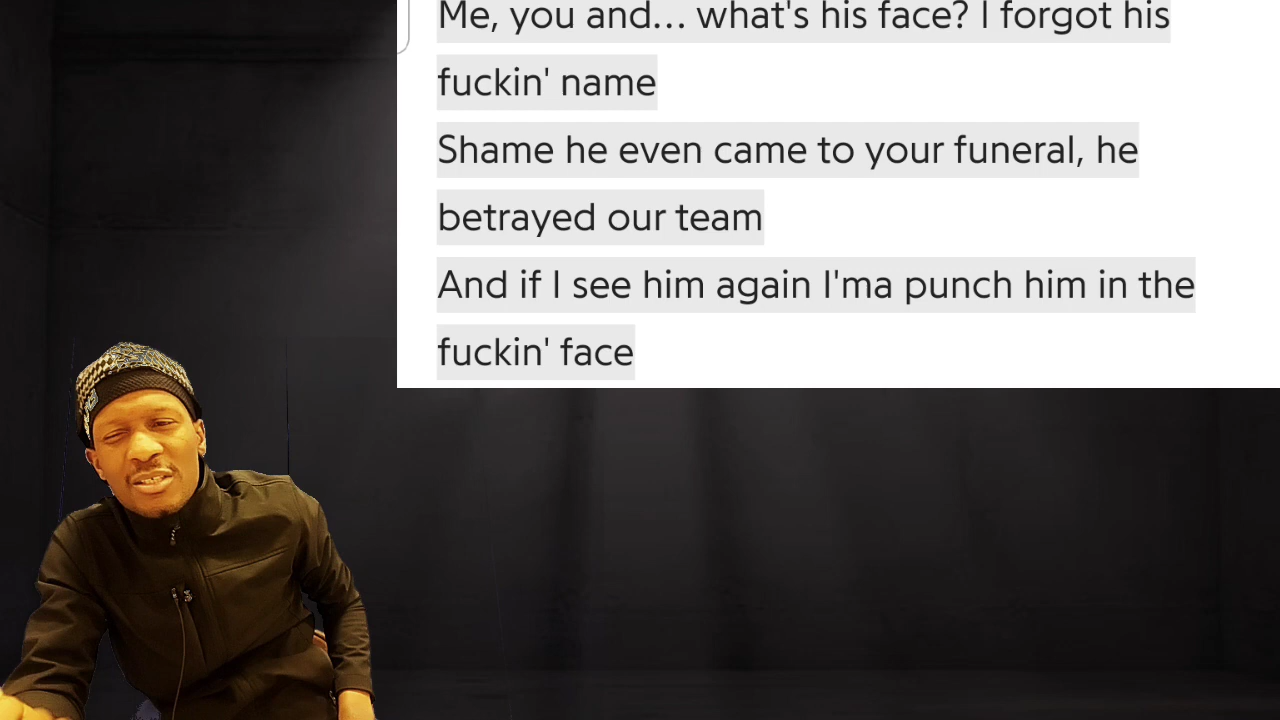 Me, you and… what's his face? I forgot his
fuckin' name
Shame he even came to your funeral, he
betrayed our team
And if I see him again I'ma punch him in the
fuckin' face